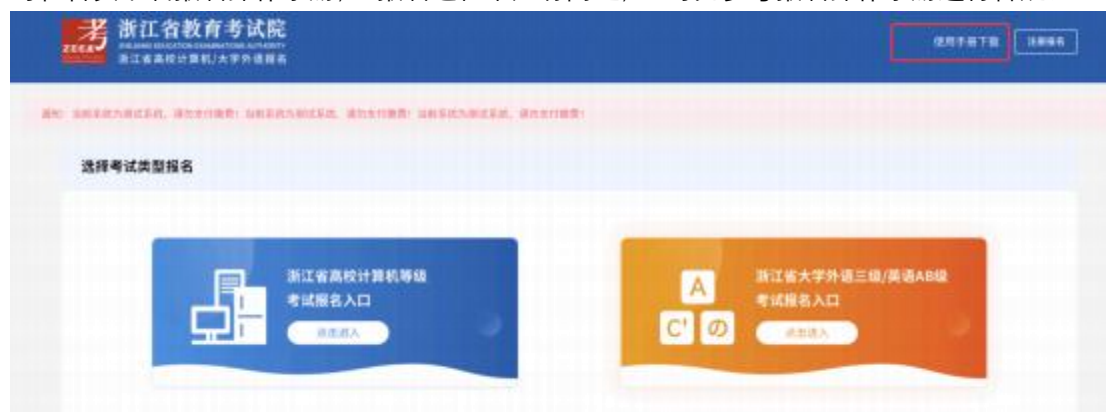 浙江省教育考试院
ZEEA
ZHEJIANG EDUCATION EXAMINATIONS AUTHORITY
浙江省高校计算机/大学外语报名
使用手册下载
注册报名
通知：当前系统为测试系统，请勿支付缴费！当前系统为测试系统，请勿支付缴费！当前系统为测试系统，请勿支付缴费！
选择考试类型报名
浙江省高校计算机等级
考试报名入口
点击进入
A
C' の
浙江省大学外语三级/英语AB级
考试报名入口
点击进入